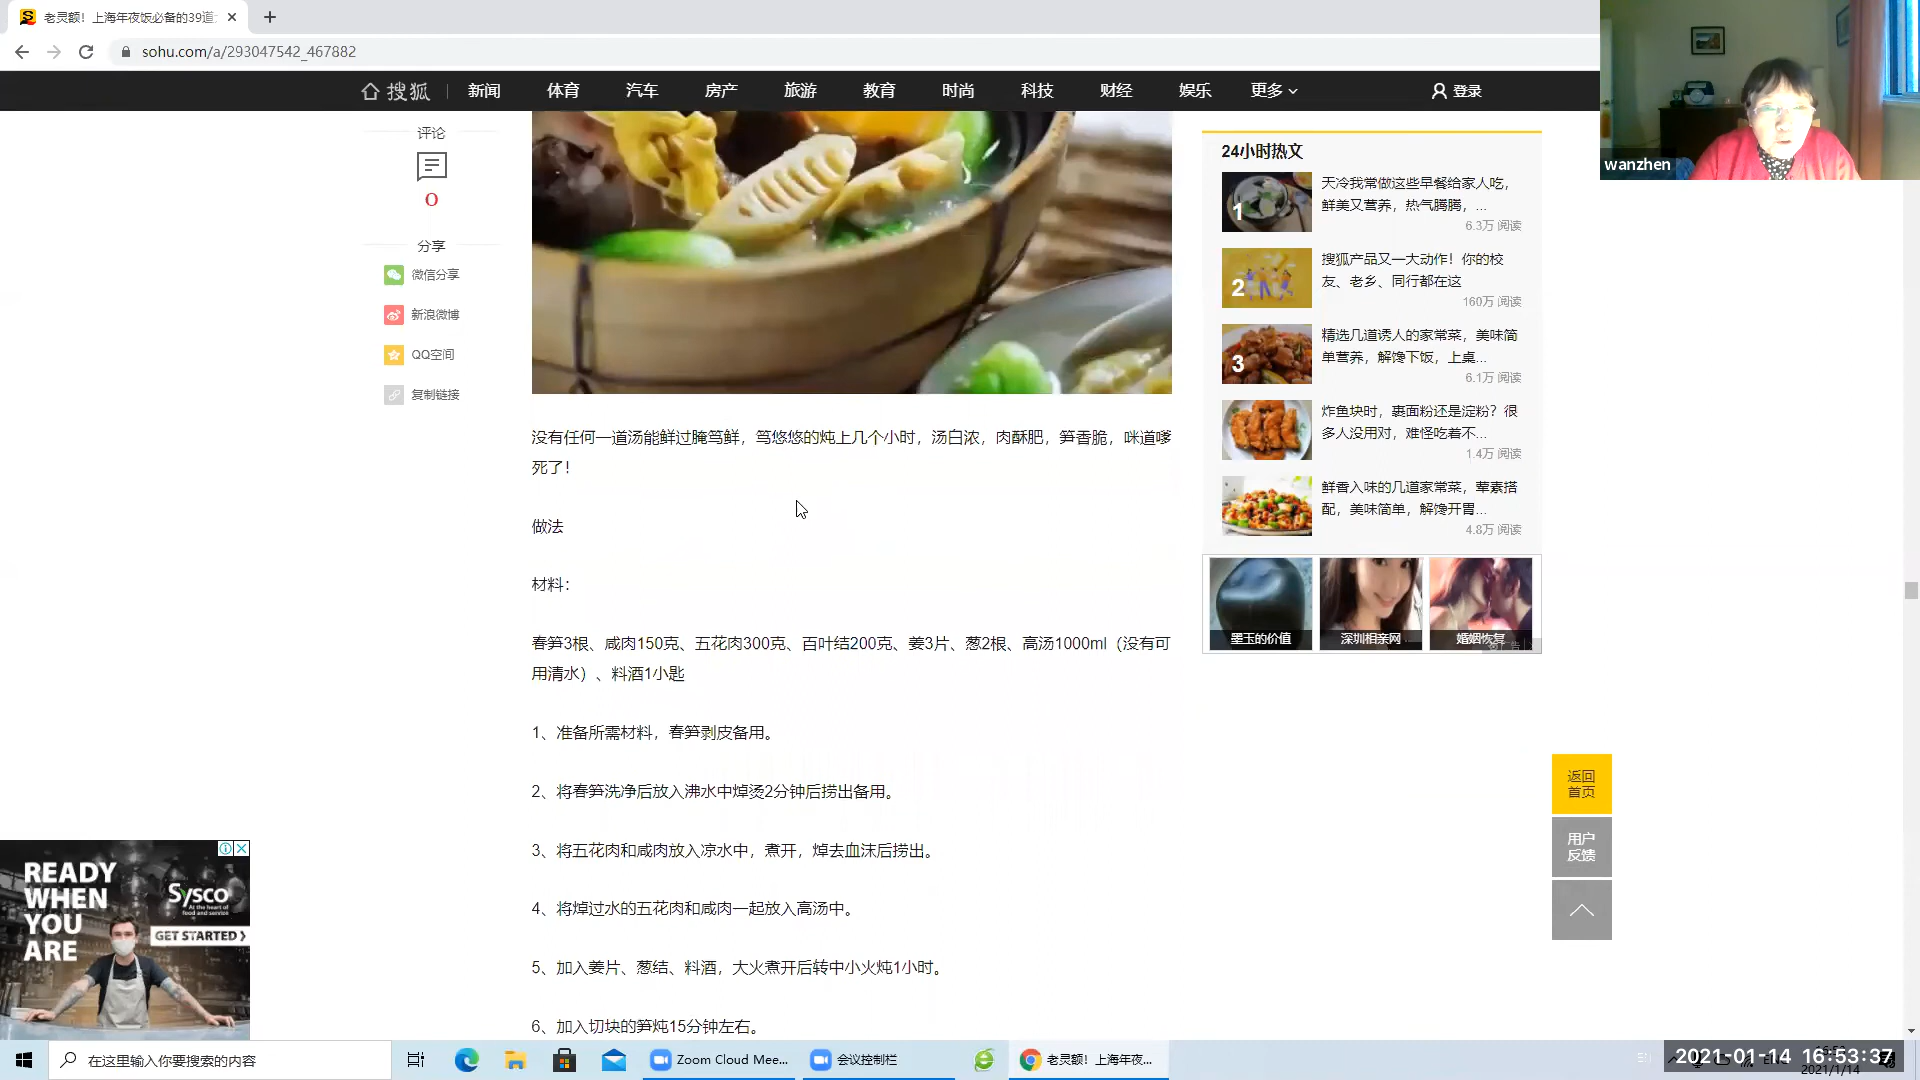 老灵额！上海年夜饭必备的39道
sohu.com/a/293047542_467882
搜狐
新闻
体育
汽车
房产
旅游
教育
时尚
科技
财经
娱乐
更多
登录
wanzhen
评论
0
分享
微信分享
新浪微博
QQ空间
复制链接
没有任何一道汤能鲜过腌笃鲜，笃悠悠的炖上几个小时，汤白浓，肉酥肥，笋香脆，味道嗲
死了！
做法
材料：
春笋3根、咸肉150克、五花肉300克、百叶结200克、姜3片、葱2根、高汤1000ml（没有可
用清水）、料酒1小匙
1、准备所需材料，春笋剥皮备用。
2、将春笋洗净后放入沸水中焯烫2分钟后捞出备用。
3、将五花肉和咸肉放入凉水中，煮开，焯去血沫后捞出。
4、将焯过水的五花肉和咸肉一起放入高汤中。
5、加入姜片、葱结、料酒，大火煮开后转中小火炖1小时。
6、加入切块的笋炖15分钟左右。
24小时热文
1
天冷我常做这些早餐给家人吃，
鲜美又营养，热气腾腾，...
6.3万 阅读
2
搜狐产品又一大动作！你的校
友、老乡、同行都在这
160万 阅读
3
精选几道诱人的家常菜，美味简
单营养，解馋下饭，上桌...
6.1万 阅读
炸鱼块时，裹面粉还是淀粉？很
多人没用对，难怪吃着不...
1.4万 阅读
鲜香入味的几道家常菜，荤素搭
配，美味简单，解馋开胃...
4.8万 阅读
墨玉的价值
深圳相亲网
婚姻恢复
返回
首页
用户
反馈
READY
WHEN
YOU
ARE
Sysco
At the heart of
food and service
GET STARTED
在这里输入你要搜索的内容
Zoom Cloud Mee...
会议控制栏
老灵额！上海年夜...
2021-01-14 16:53:37
2021/1/14